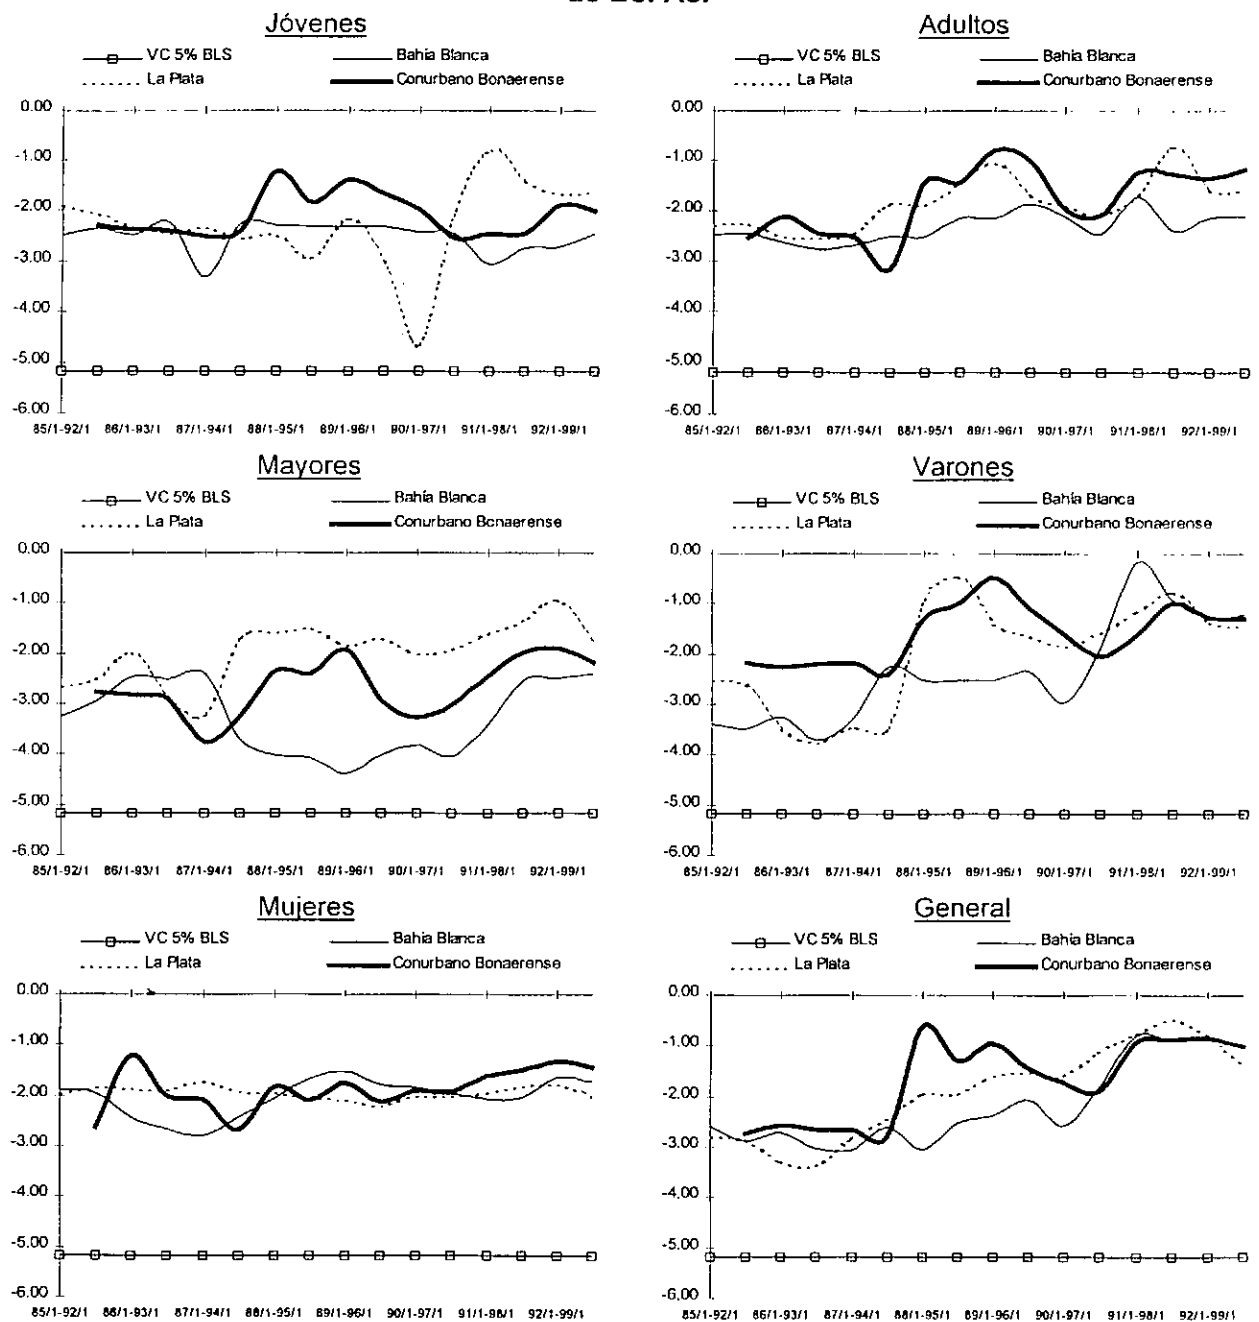 Jóvenes
VC 5% BLS
Bahía Blanca
La Plata
Conurbano Bonaerense
0.00
-1.00
-2.00
-3.00
-4.00
-5.00
-6.00
85/1-92/1 86/1-93/1 87/1-94/1 88/1-95/1 89/1-96/1 90/1-97/1 91/1-98/1 92/1-99/1
Adultos
VC 5% BLS
Bahía Blanca
La Plata
Conurbano Bonaerense
0.00
-1.00
-2.00
-3.00
-4.00
-5.00
-6.00
85/1-92/1 86/1-93/1 87/1-94/1 88/1-95/1 89/1-96/1 90/1-97/1 91/1-98/1 92/1-99/1
Mayores
VC 5% BLS
Bahía Blanca
La Plata
Conurbano Bonaerense
0.00
-1.00
-2.00
-3.00
-4.00
-5.00
-6.00
85/1-92/1 86/1-93/1 87/1-94/1 88/1-95/1 89/1-96/1 90/1-97/1 91/1-98/1 92/1-99/1
Varones
VC 5% BLS
Bahía Blanca
La Plata
Conurbano Bonaerense
0.00
-1.00
-2.00
-3.00
-4.00
-5.00
-6.00
85/1-92/1 86/1-93/1 87/1-94/1 88/1-95/1 89/1-96/1 90/1-97/1 91/1-98/1 92/1-99/1
Mujeres
VC 5% BLS
Bahía Blanca
La Plata
Conurbano Bonaerense
0.00
-1.00
-2.00
-3.00
-4.00
-5.00
-6.00
85/1-92/1 86/1-93/1 87/1-94/1 88/1-95/1 89/1-96/1 90/1-97/1 91/1-98/1 92/1-99/1
General
VC 5% BLS
Bahía Blanca
La Plata
Conurbano Bonaerense
0.00
-1.00
-2.00
-3.00
-4.00
-5.00
-6.00
85/1-92/1 86/1-93/1 87/1-94/1 88/1-95/1 89/1-96/1 90/1-97/1 91/1-98/1 92/1-99/1